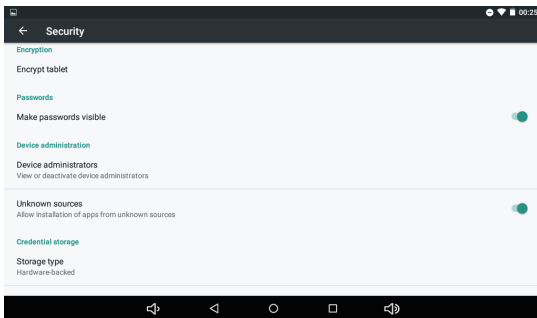 00:25
Security
Encryption
Encrypt tablet
Passwords
Make passwords visible
Device administration
Device administrators
View or deactivate device administrators
Unknown sources
Allow installation of apps from unknown sources
Credential storage
Storage type
Hardware-backed